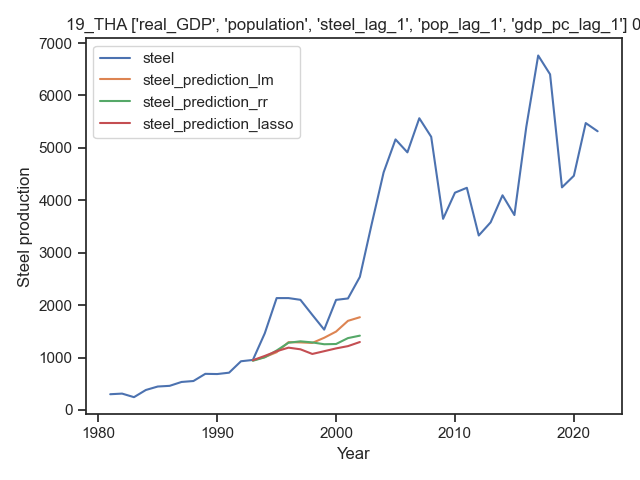 19_THA ['real_GDP', 'population', 'steel_lag_1', 'pop_lag_1', 'gdp_pc_lag_1'] 0
steel
steel_prediction_lm
steel_prediction_rr
steel_prediction_lasso
7000
6000
5000
4000
3000
2000
1000
0
Steel production
1980
1990
2000
2010
2020
Year